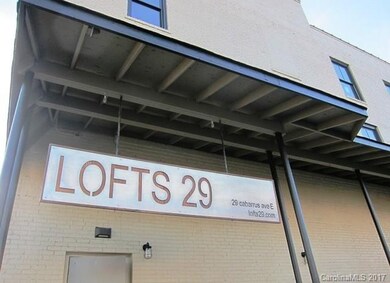 LOFTS 29
29 cabarrus ave E.
lofts29.com
CarolinaMLS 2017